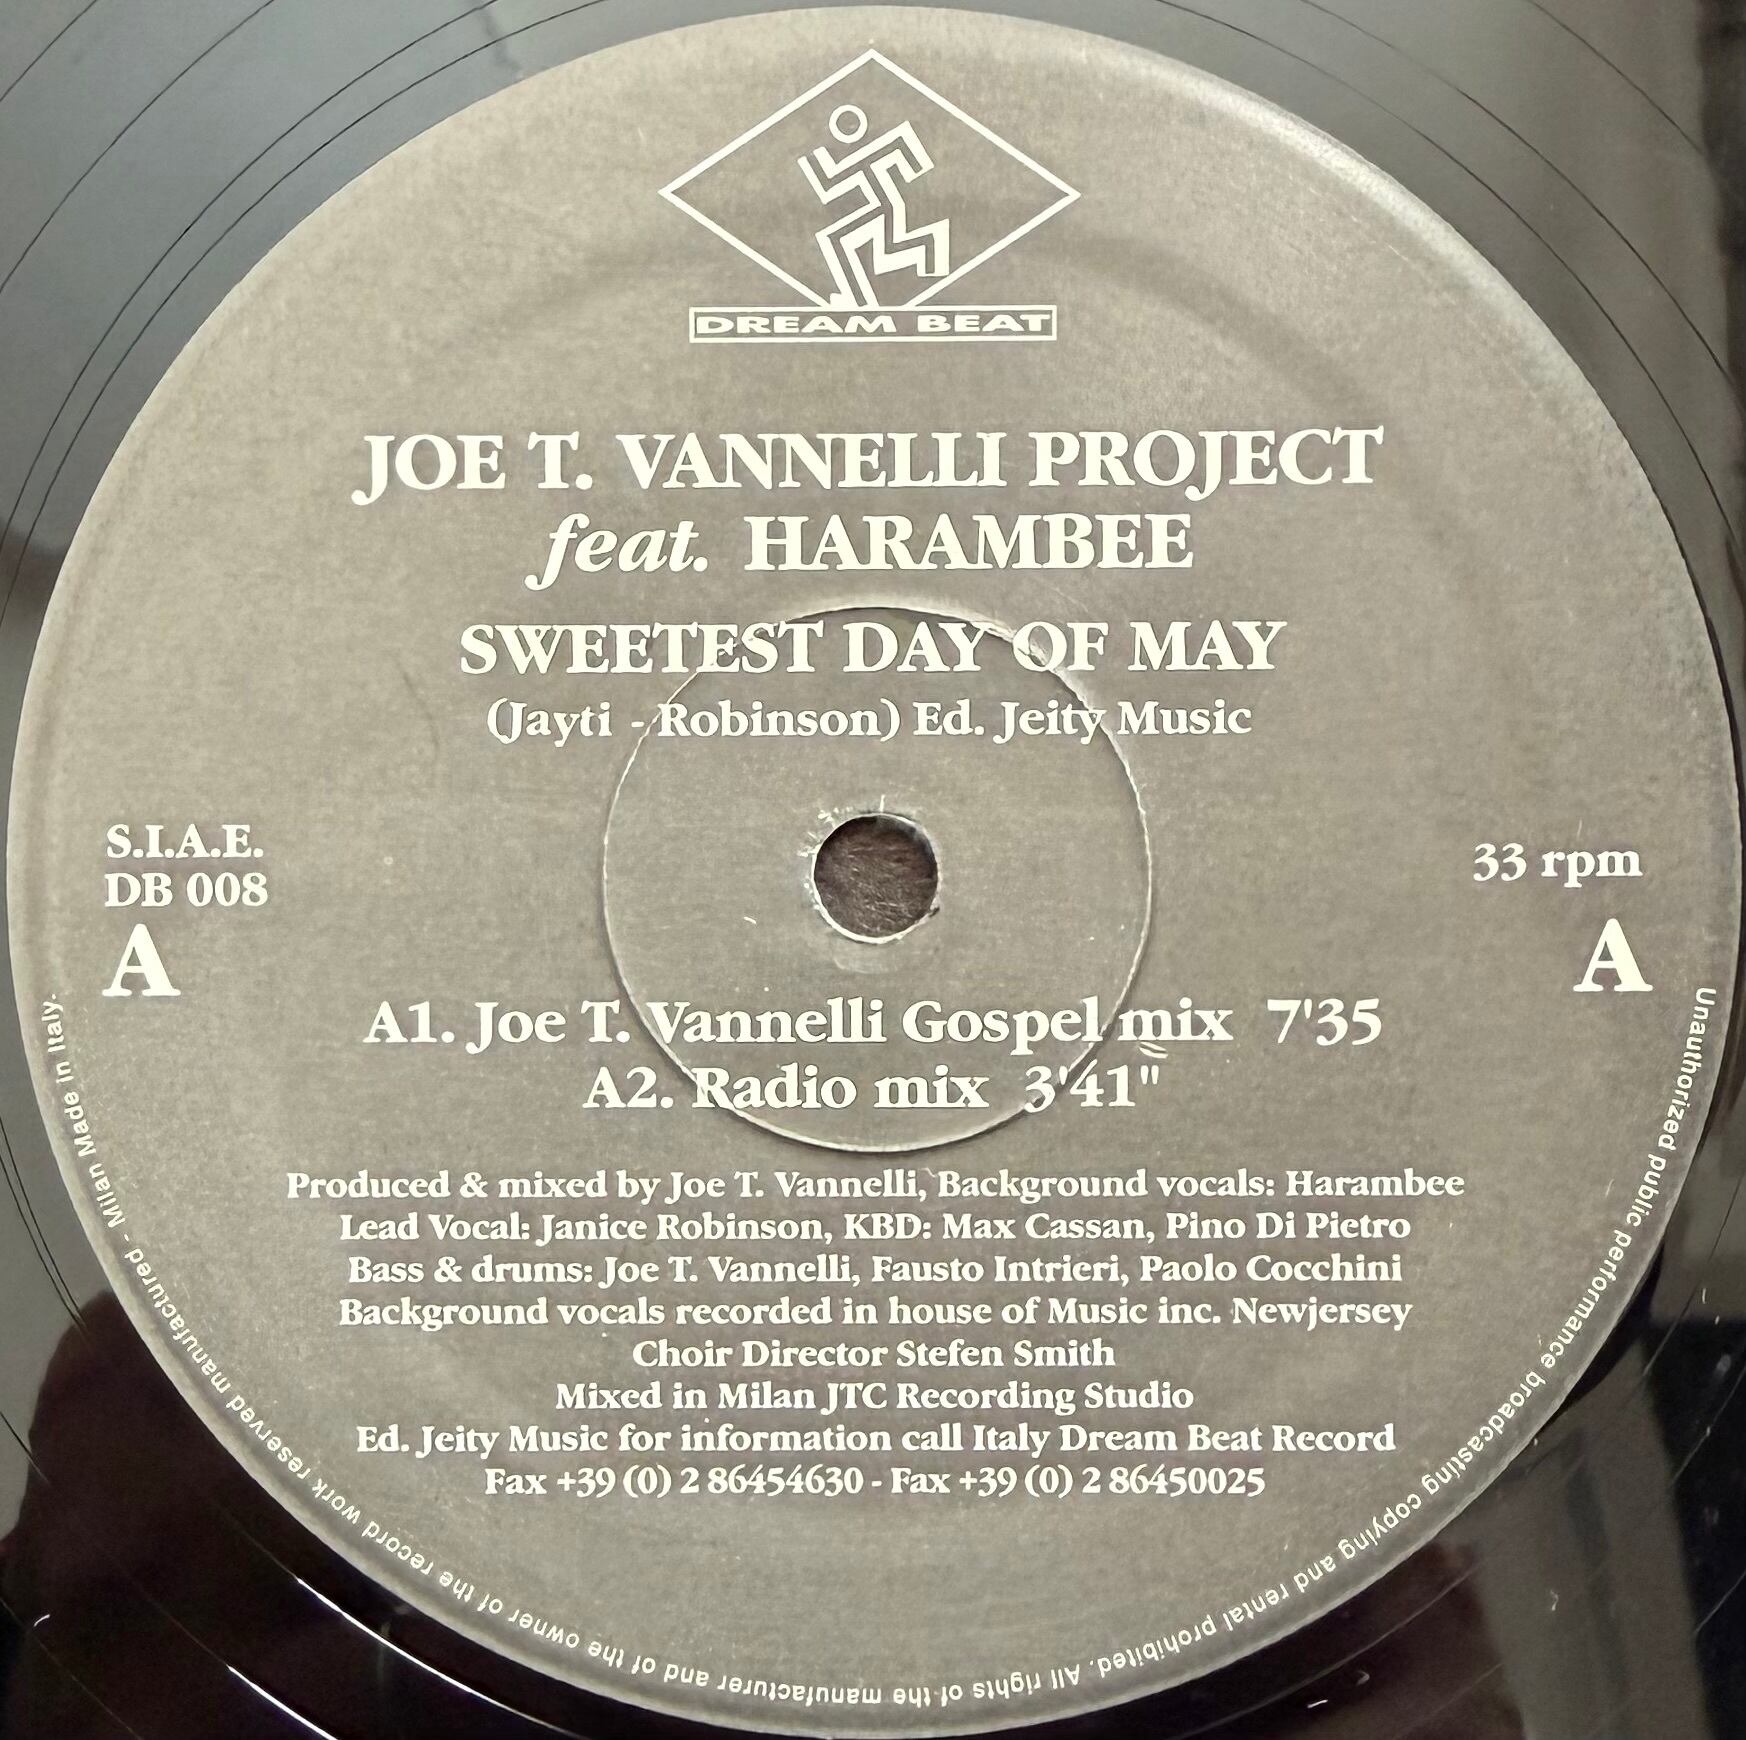 DREAM BEAT
JOE T. VANNELLI PROJECT
feat. HARAMBEE
SWEETEST DAY OF MAY
(Jayti - Robinson) Ed. Jeity Music
S.I.A.E.
DB 008
A
33 rpm
A
A1. Joe T. Vannelli Gospel mix 7'35
A2. Radio mix 3'41"
Produced & mixed by Joe T. Vannelli, Background vocals: Harambee
Lead Vocal: Janice Robinson, KBD: Max Cassan, Pino Di Pietro
Bass & drums: Joe T. Vannelli, Fausto Intrieri, Paolo Cocchini
Background vocals recorded in house of Music inc. Newjersey
Choir Director Stefen Smith
Mixed in Milan JTC Recording Studio
Ed. Jeity Music for information call Italy Dream Beat Record
Fax +39 (0) 2 86454630 - Fax +39 (0) 2 86450025
Unauthorized public performance broadcasting copying and rental prohibited. All rights of the manufacturer and of the owner of the record work reserved manufactured - Milan Made in Italy.